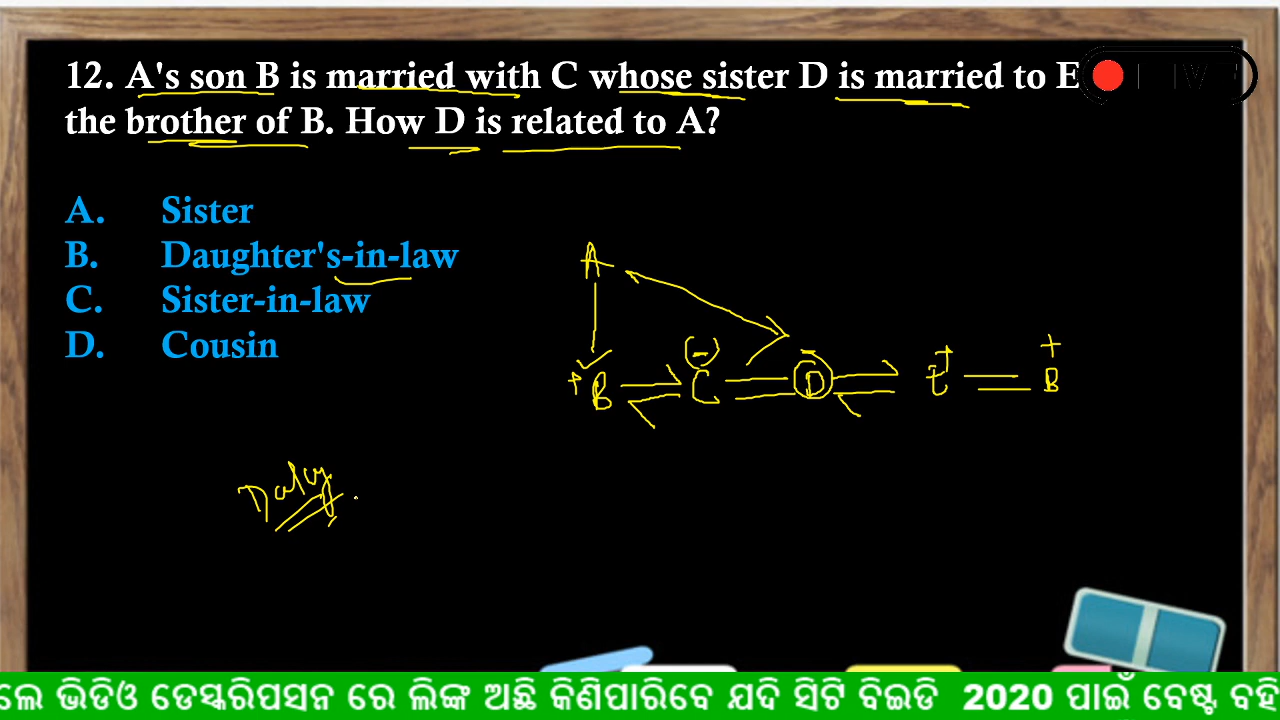 12. A's son B is married with C whose sister D is married to E
the brother of B. How D is related to A?
A. Sister
B. Daughter's-in-law
C. Sister-in-law
D. Cousin
A
(-)
+
+B
C
D
E
B
ଲେ ଭିଡିଓ ଡେସ୍କରିପସନ ରେ ଲିଙ୍କ ଅଛି କିଣିପାରିବେ ଯଦି ସିଟି ବିଇଡି 2020 ପାଇଁ ବେଷ୍ଟ ବହି